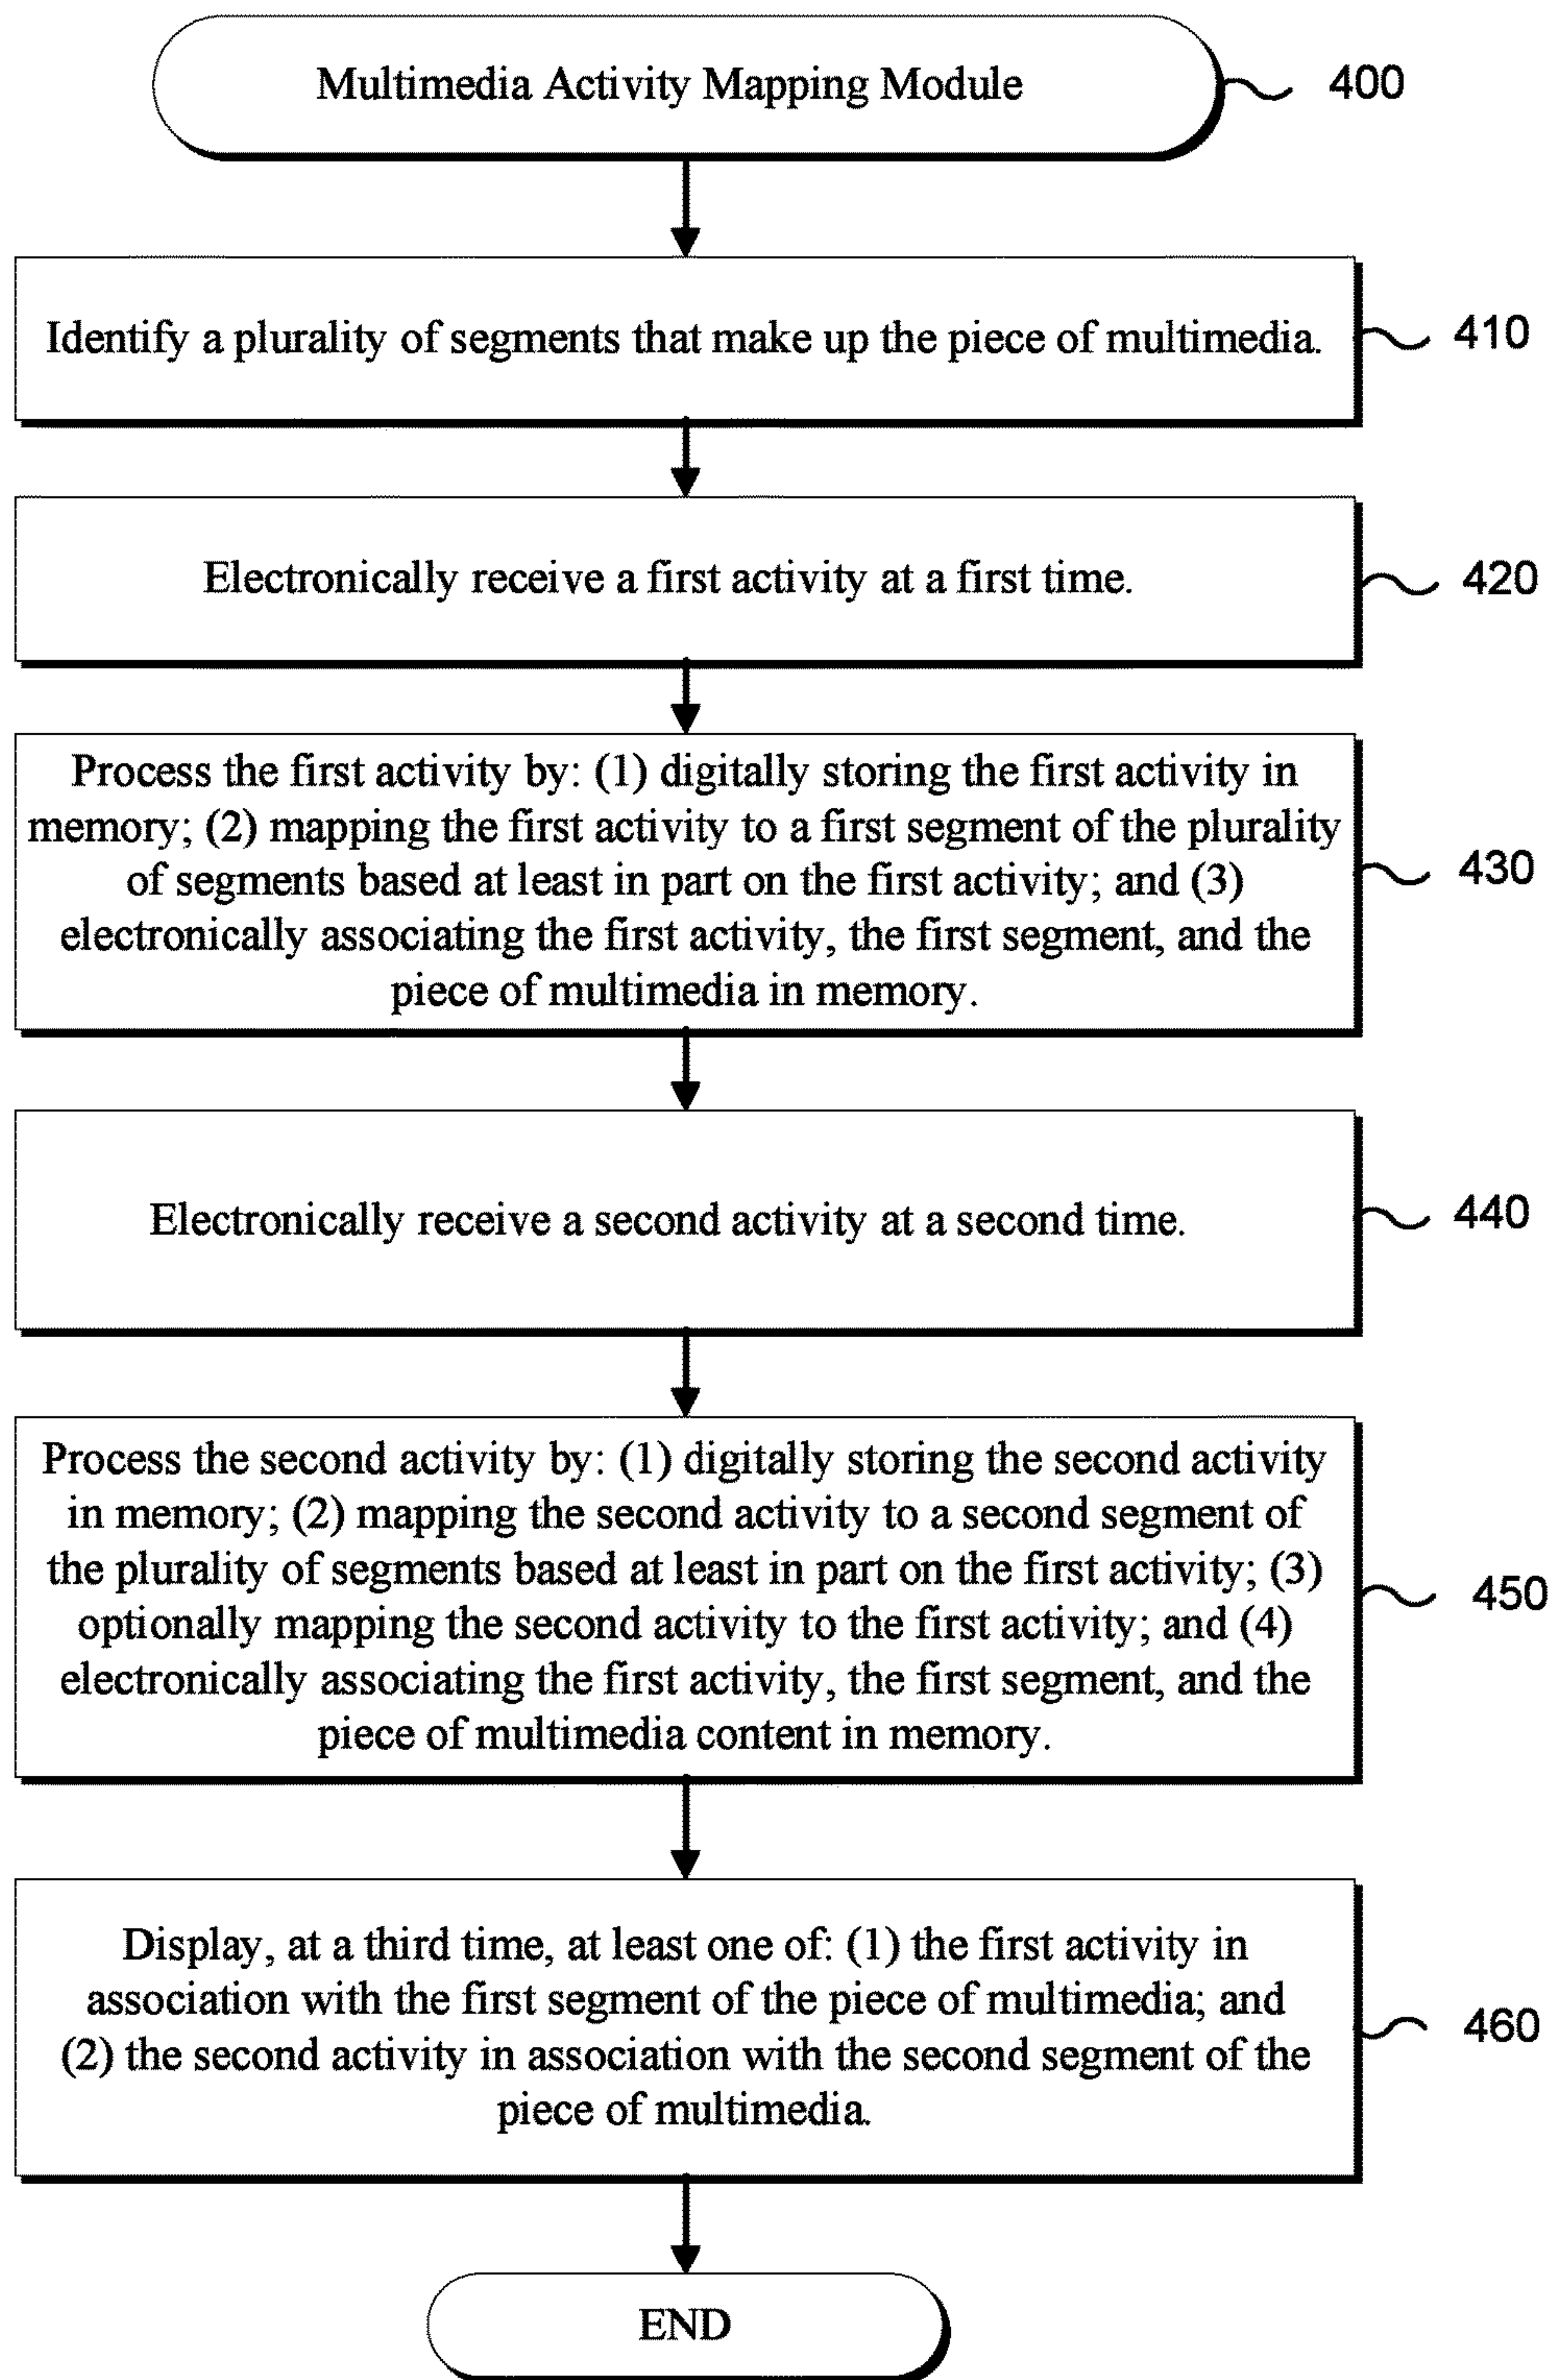 Multimedia Activity Mapping Module
400
Identify a plurality of segments that make up the piece of multimedia.
410
Electronically receive a first activity at a first time.
420
Process the first activity by: (1) digitally storing the first activity in
memory; (2) mapping the first activity to a first segment of the plurality
of segments based at least in part on the first activity; and (3)
electronically associating the first activity, the first segment, and the
piece of multimedia in memory.
430
Electronically receive a second activity at a second time.
440
Process the second activity by: (1) digitally storing the second activity
in memory; (2) mapping the second activity to a second segment of
the plurality of segments based at least in part on the first activity; (3)
optionally mapping the second activity to the first activity; and (4)
electronically associating the first activity, the first segment, and the
piece of multimedia content in memory.
450
Display, at a third time, at least one of: (1) the first activity in
association with the first segment of the piece of multimedia; and
(2) the second activity in association with the second segment of the
piece of multimedia.
460
END